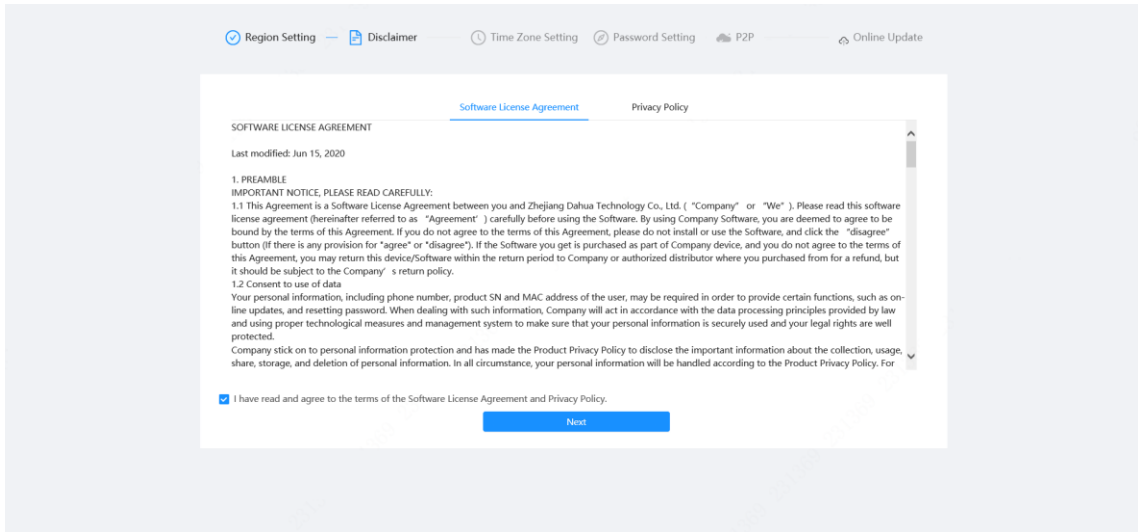 Region Setting — Disclaimer Time Zone Setting Password Setting P2P Online Update
Software License Agreement Privacy Policy
SOFTWARE LICENSE AGREEMENT
Last modified: Jun 15, 2020
1. PREAMBLE
IMPORTANT NOTICE, PLEASE READ CAREFULLY:
1.1 This Agreement is a Software License Agreement between you and Zhejiang Dahua Technology Co., Ltd. ( “Company” or “We” ). Please read this software
license agreement (hereinafter referred to as “Agreement’ ) carefully before using the Software. By using Company Software, you are deemed to agree to be
bound by the terms of this Agreement. If you do not agree to the terms of this Agreement, please do not install or use the Software, and click the “disagree”
button (If there is any provision for "agree" or "disagree"). If the Software you get is purchased as part of Company device, and you do not agree to the terms of
this Agreement, you may return this device/Software within the return period to Company or authorized distributor where you purchased from for a refund, but
it should be subject to the Company’ s return policy.
1.2 Consent to use of data
Your personal information, including phone number, product SN and MAC address of the user, may be required in order to provide certain functions, such as on-
line updates, and resetting password. When dealing with such information, Company will act in accordance with the data processing principles provided by law
and using proper technological measures and management system to make sure that your personal information is securely used and your legal rights are well
protected.
Company stick on to personal information protection and has made the Product Privacy Policy to disclose the important information about the collection, usage,
share, storage, and deletion of personal information. In all circumstance, your personal information will be handled according to the Product Privacy Policy. For
I have read and agree to the terms of the Software License Agreement and Privacy Policy.
Next